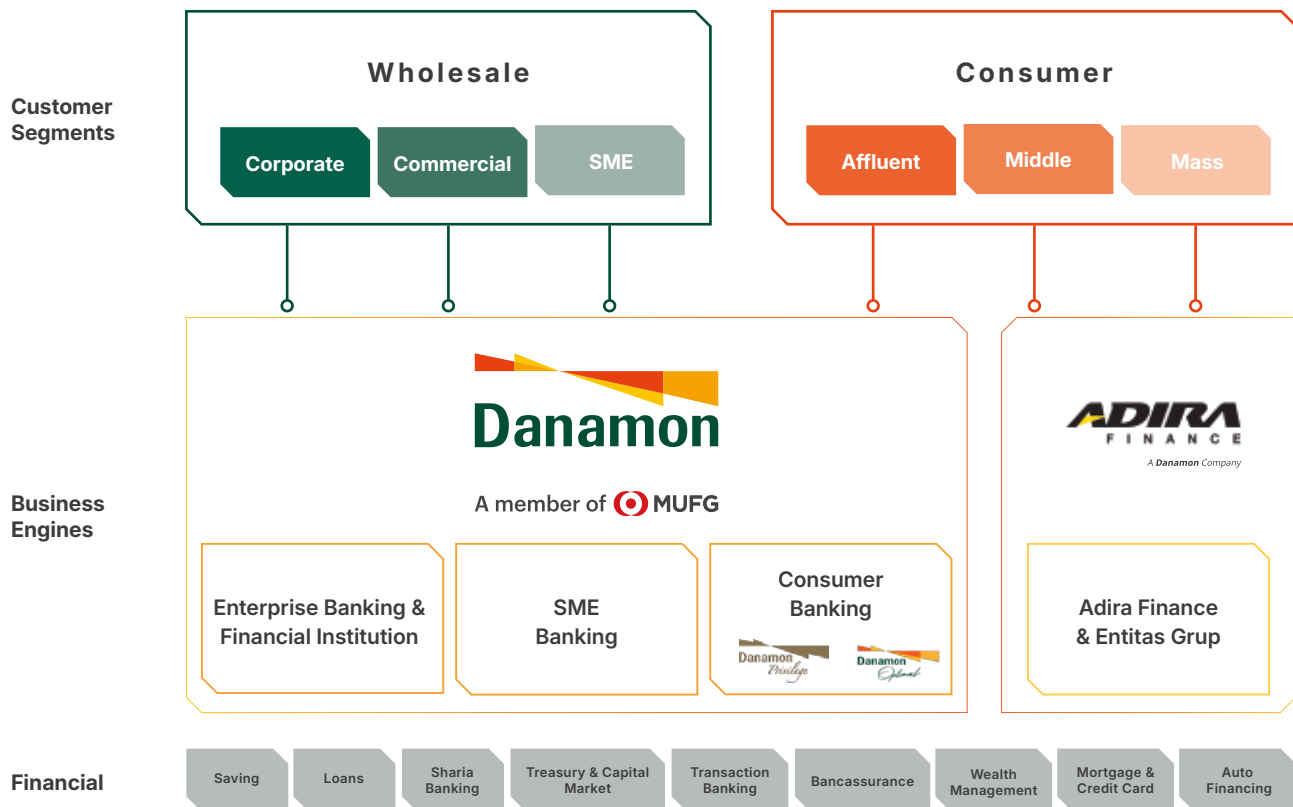 Customer
Segments
Wholesale
Corporate
Commercial
SME
Consumer
Affluent
Middle
Mass
Business
Engines
Danamon
A member of MUFG
Enterprise Banking &
Financial Institution
SME
Banking
Consumer
Banking
Danamon
Privilege
Danamon
Optimal
ADIRA
FINANCE
A Danamon Company
Adira Finance
& Entitas Grup
Financial
Saving
Loans
Sharia
Banking
Treasury & Capital
Market
Transaction
Banking
Bancassurance
Wealth
Management
Mortgage &
Credit Card
Auto
Financing